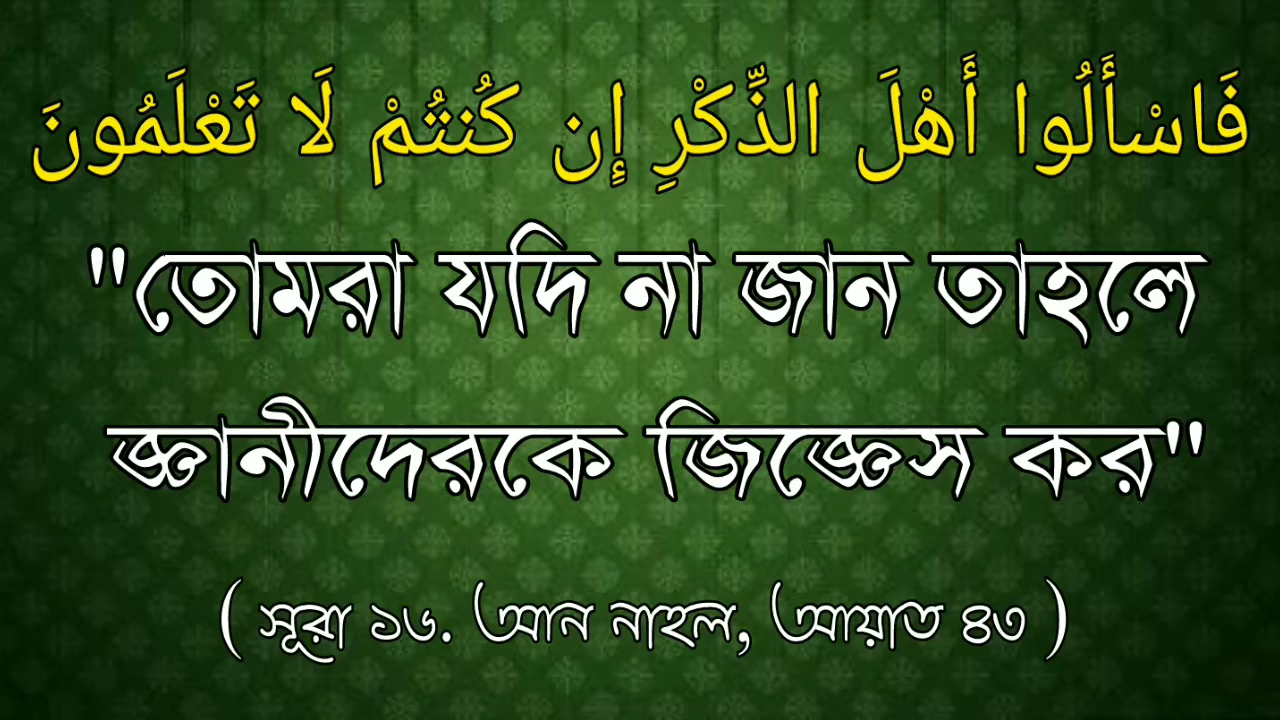 فَاسْأَلُوا أَهْلَ الذِّكْرِ إِن كُنتُمْ لَا تَعْلَمُونَ
"তোমরা যদি না জান তাহলে
জ্ঞানীদেরকে জিজ্ঞেস কর"
( সূরা ১৬. আন নাহল, আয়াত ৪৩ )